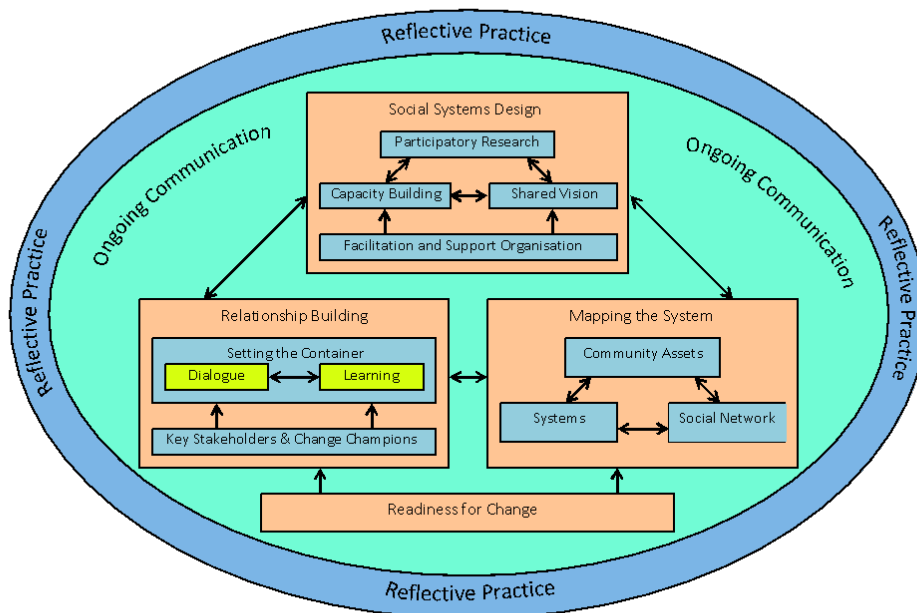 Reflective Practice
Ongoing Communication
Ongoing Communication
Reflective Practice
Reflective Practice
Social Systems Design
Participatory Research
Capacity Building
Shared Vision
Facilitation and Support Organisation
Relationship Building
Setting the Container
Dialogue
Learning
Key Stakeholders & Change Champions
Mapping the System
Community Assets
Systems
Social Network
Readiness for Change
Reflective Practice